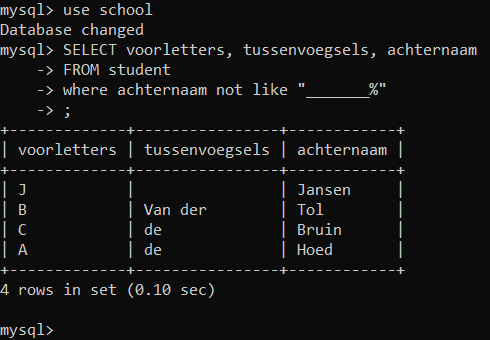 mysql> use school
Database changed
mysql> SELECT voorletters, tussenvoegsels, achternaam
    -> FROM student
    -> where achternaam not like "_______%"
    -> ;
+-------------+----------------+------------+
| voorletters | tussenvoegsels | achternaam |
+-------------+----------------+------------+
| J           |                | Jansen     |
| B           | Van der        | Tol        |
| C           | de             | Bruin      |
| A           | de             | Hoed       |
+-------------+----------------+------------+
4 rows in set (0.10 sec)
mysql>